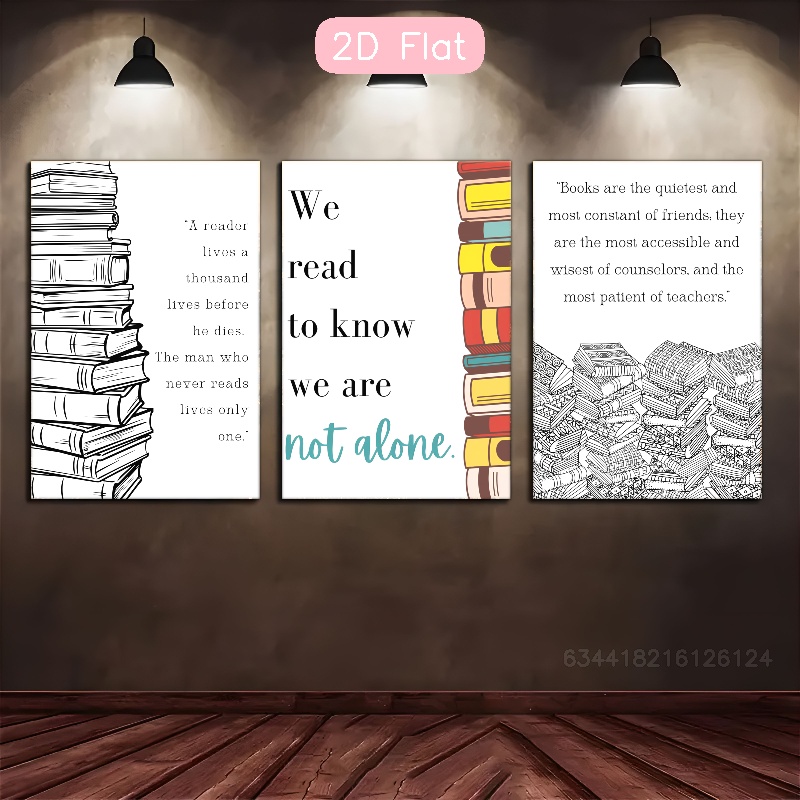 2D Flat
"A reader
lives a
thousand
lives before
he dies.
The man who
never reads
lives only
one."
We
read
to know
we are
not alone.
"Books are the quietest and
most constant of friends; they
are the most accessible and
wisest of counselors, and the
most patient of teachers."
634418216126124